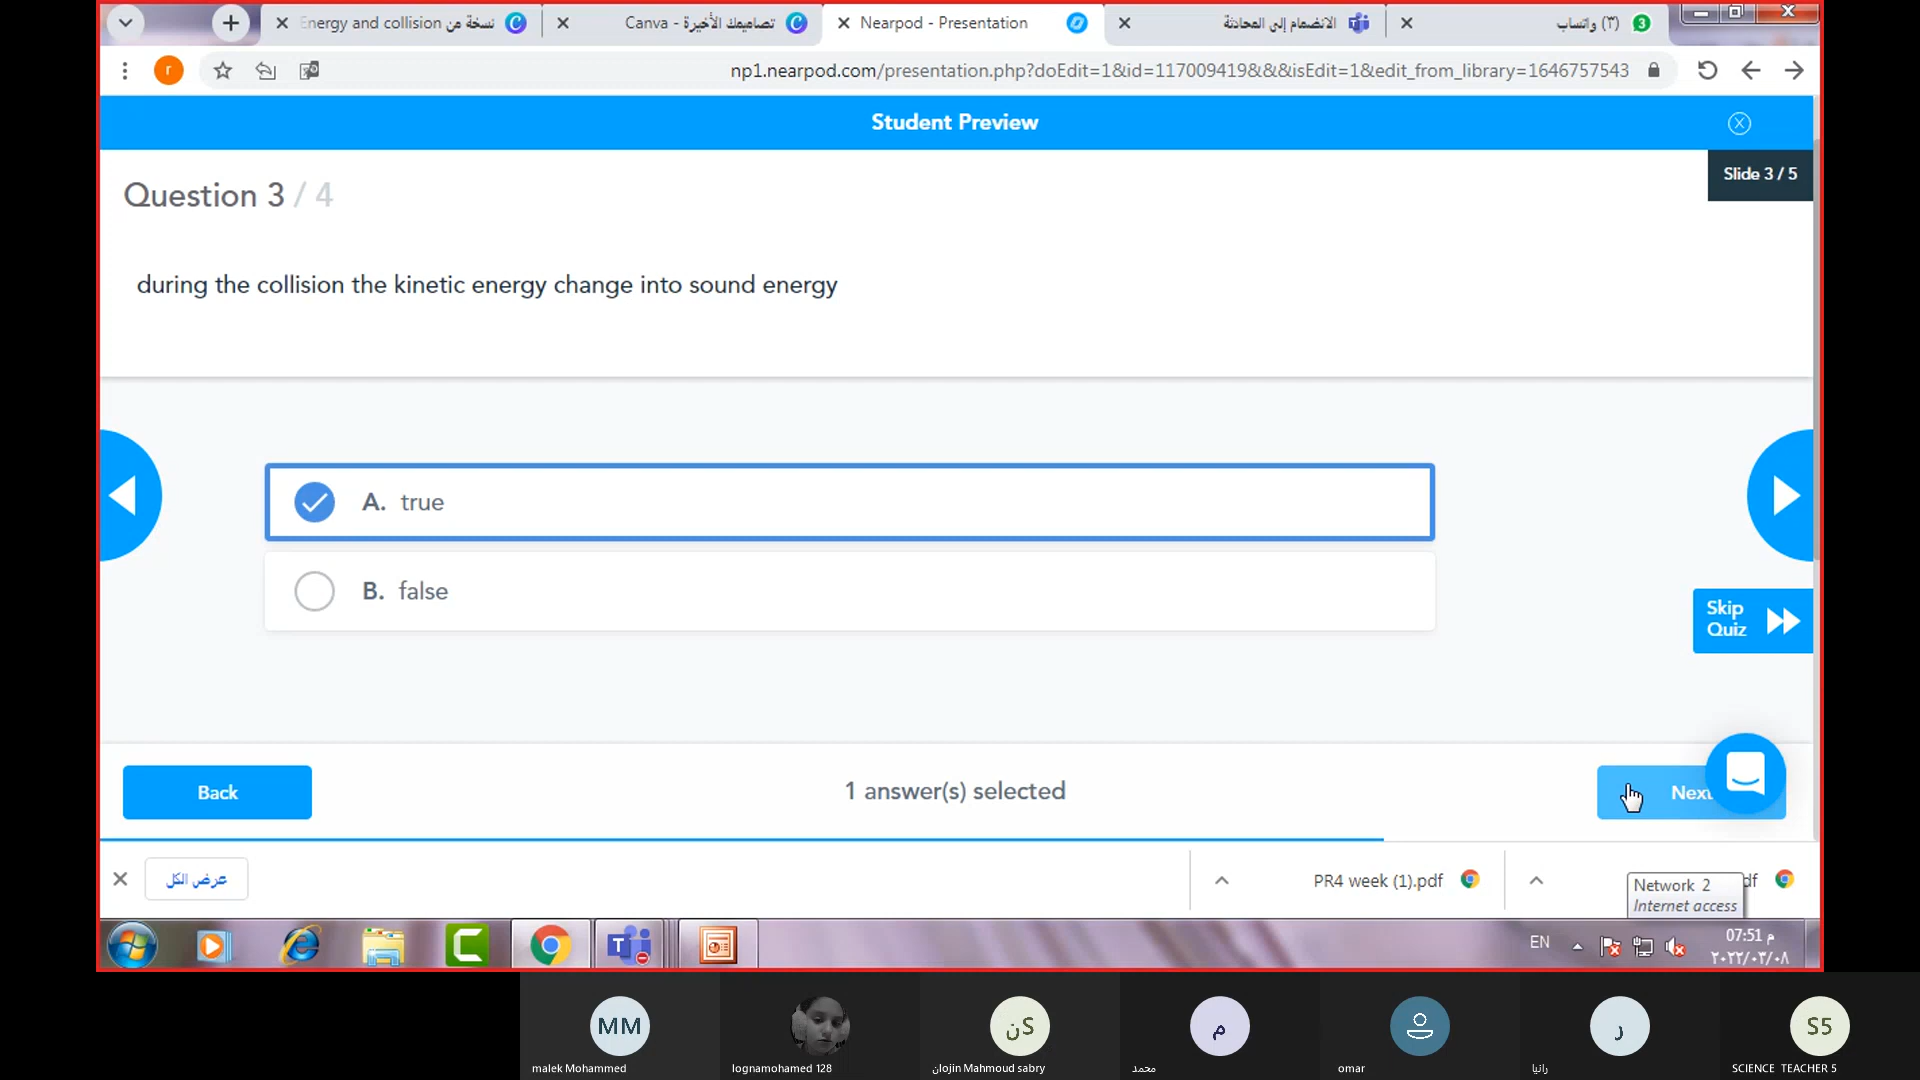 نسخة من Energy and collision
تصاميمك الأخيرة - Canva
Nearpod - Presentation
الانضمام إلى المحادثة
(٣) واتساب
3
r
np1.nearpod.com/presentation.php?doEdit=1&id=117009419&&&isEdit=1&edit_from_library=1646757543
Student Preview
Slide 3 / 5
Question 3 / 4
during the collision the kinetic energy change into sound energy
A. true
B. false
Skip
Quiz
Back
1 answer(s) selected
Next
عرض الكل
PR4 week (1).pdf
df
Network 2
Internet access
EN
07:51 م
٢٠٢٢/٠٣/٠٨
MM
malek Mohammed
lognamohamed 128
نS
نlojin Mahmoud sabry
م
محمد
omar
ر
رانيا
S5
SCIENCE TEACHER 5